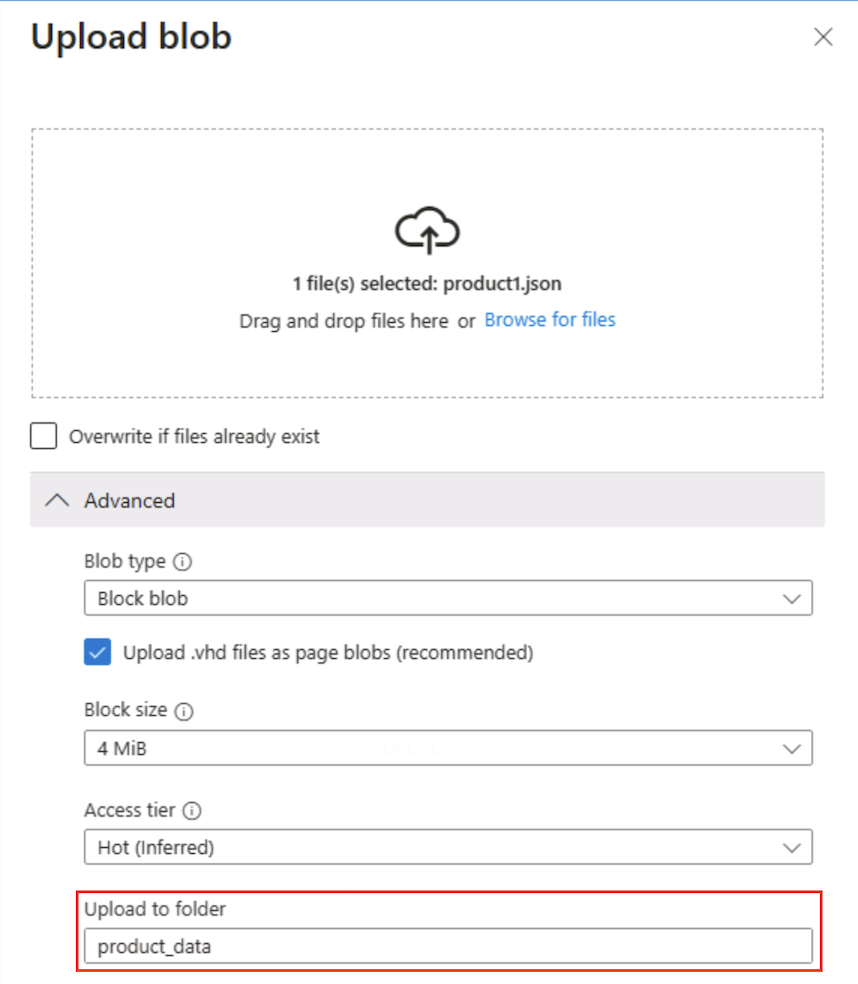 Upload blob
1 file(s) selected: product1.json
Drag and drop files here or Browse for files
Overwrite if files already exist
Advanced
Blob type
Block blob
Upload .vhd files as page blobs (recommended)
Block size
4 MiB
Access tier
Hot (Inferred)
Upload to folder
product_data